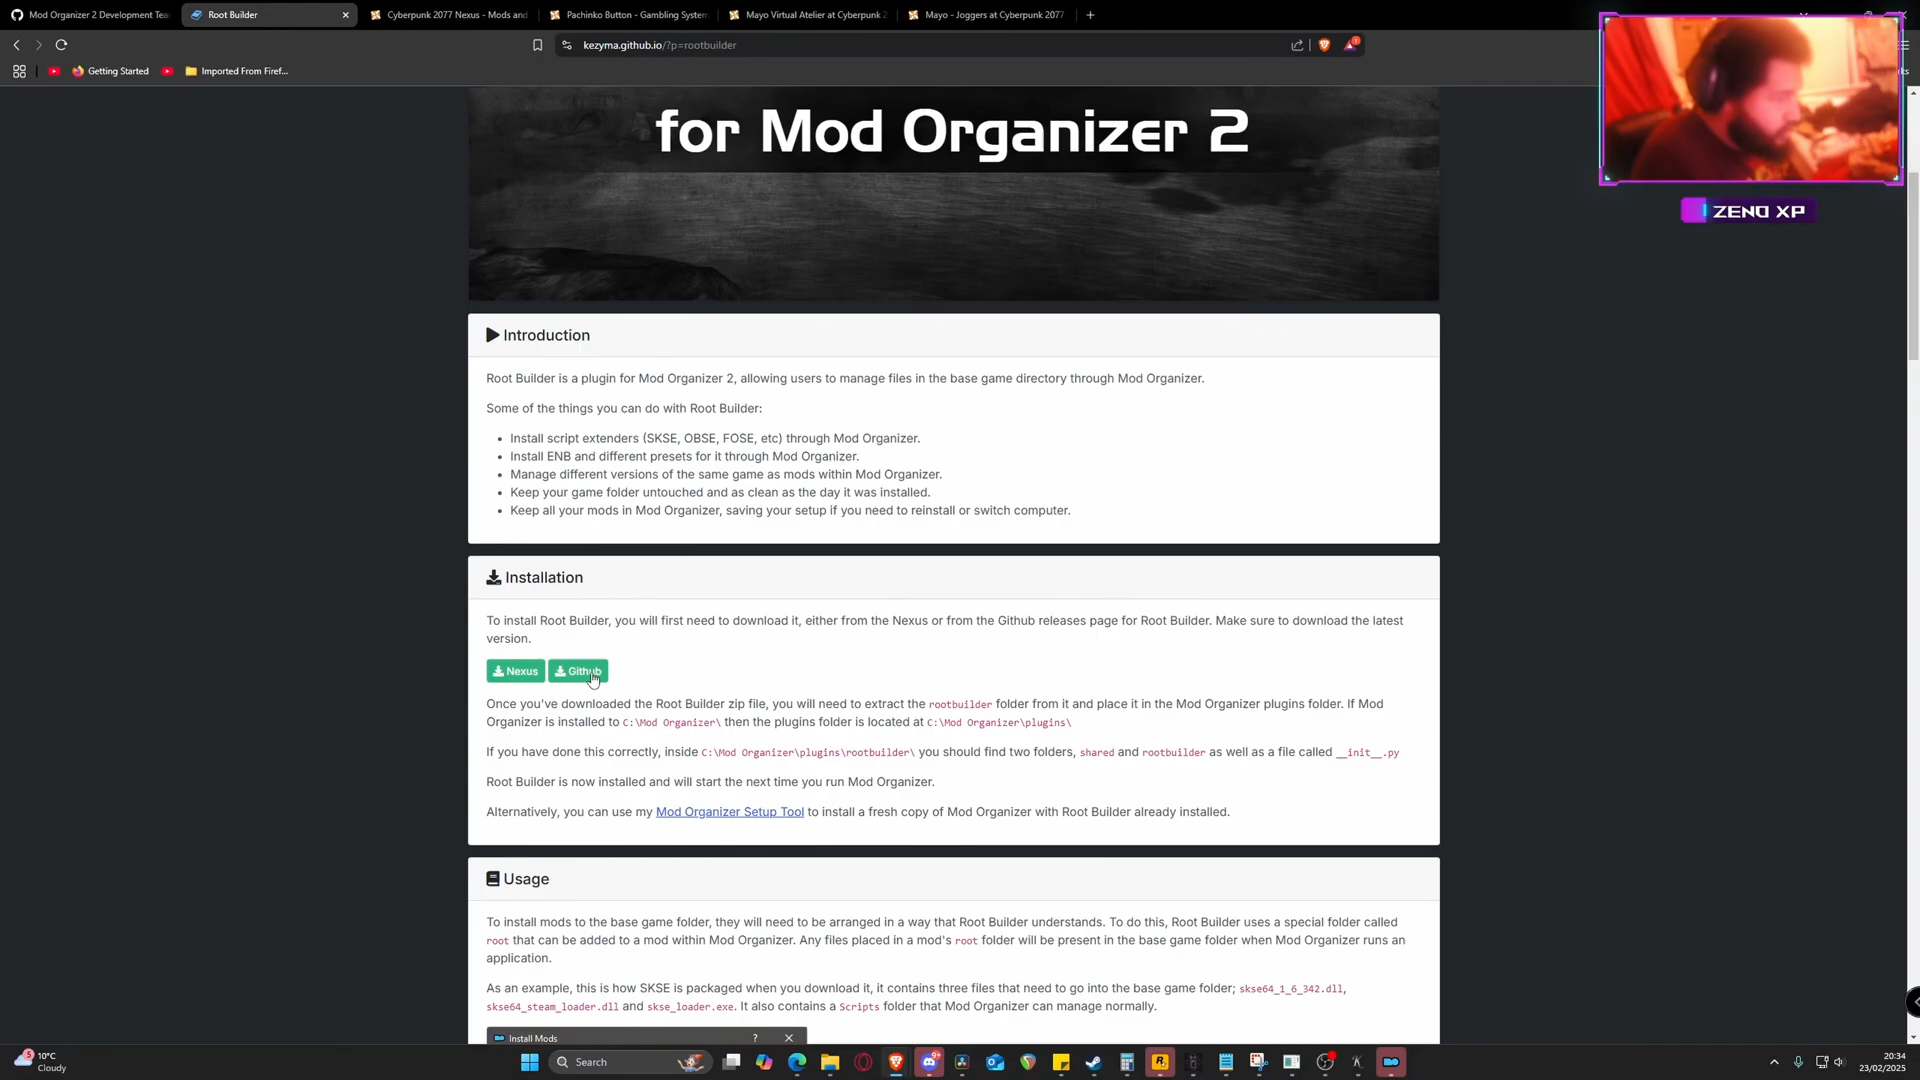 Mod Organizer 2 Development Tea
Root Builder
Cyberpunk 2077 Nexus - Mods and
Pachinko Button - Gambling System
Mayo Virtual Atelier at Cyberpunk 2
Mayo - Joggers at Cyberpunk 2077
kezyma.github.io/?p=rootbuilder
Getting Started
Imported From Firef...
for Mod Organizer 2
ZENO XP
Introduction
Root Builder is a plugin for Mod Organizer 2, allowing users to manage files in the base game directory through Mod Organizer.
Some of the things you can do with Root Builder:
• Install script extenders (SKSE, OBSE, FOSE, etc) through Mod Organizer.
• Install ENB and different presets for it through Mod Organizer.
• Manage different versions of the same game as mods within Mod Organizer.
• Keep your game folder untouched and as clean as the day it was installed.
• Keep all your mods in Mod Organizer, saving your setup if you need to reinstall or switch computer.
Installation
To install Root Builder, you will first need to download it, either from the Nexus or from the Github releases page for Root Builder. Make sure to download the latest
version.
Nexus
Github
Once you've downloaded the Root Builder zip file, you will need to extract the rootbuilder folder from it and place it in the Mod Organizer plugins folder. If Mod
Organizer is installed to C:\Mod Organizer\ then the plugins folder is located at C:\Mod Organizer\plugins\
If you have done this correctly, inside C:\Mod Organizer\plugins\rootbuilder\ you should find two folders, shared and rootbuilder as well as a file called __init__.py
Root Builder is now installed and will start the next time you run Mod Organizer.
Alternatively, you can use my Mod Organizer Setup Tool to install a fresh copy of Mod Organizer with Root Builder already installed.
Usage
To install mods to the base game folder, they will need to be arranged in a way that Root Builder understands. To do this, Root Builder uses a special folder called
root that can be added to a mod within Mod Organizer. Any files placed in a mod's root folder will be present in the base game folder when Mod Organizer runs an
application.
As an example, this is how SKSE is packaged when you download it, it contains three files that need to go into the base game folder; skse64_1_6_342.dll,
skse64_steam_loader.dll and skse_loader.exe. It also contains a Scripts folder that Mod Organizer can manage normally.
Install Mods
?
10°C
Cloudy
Search
20:34
23/02/2025